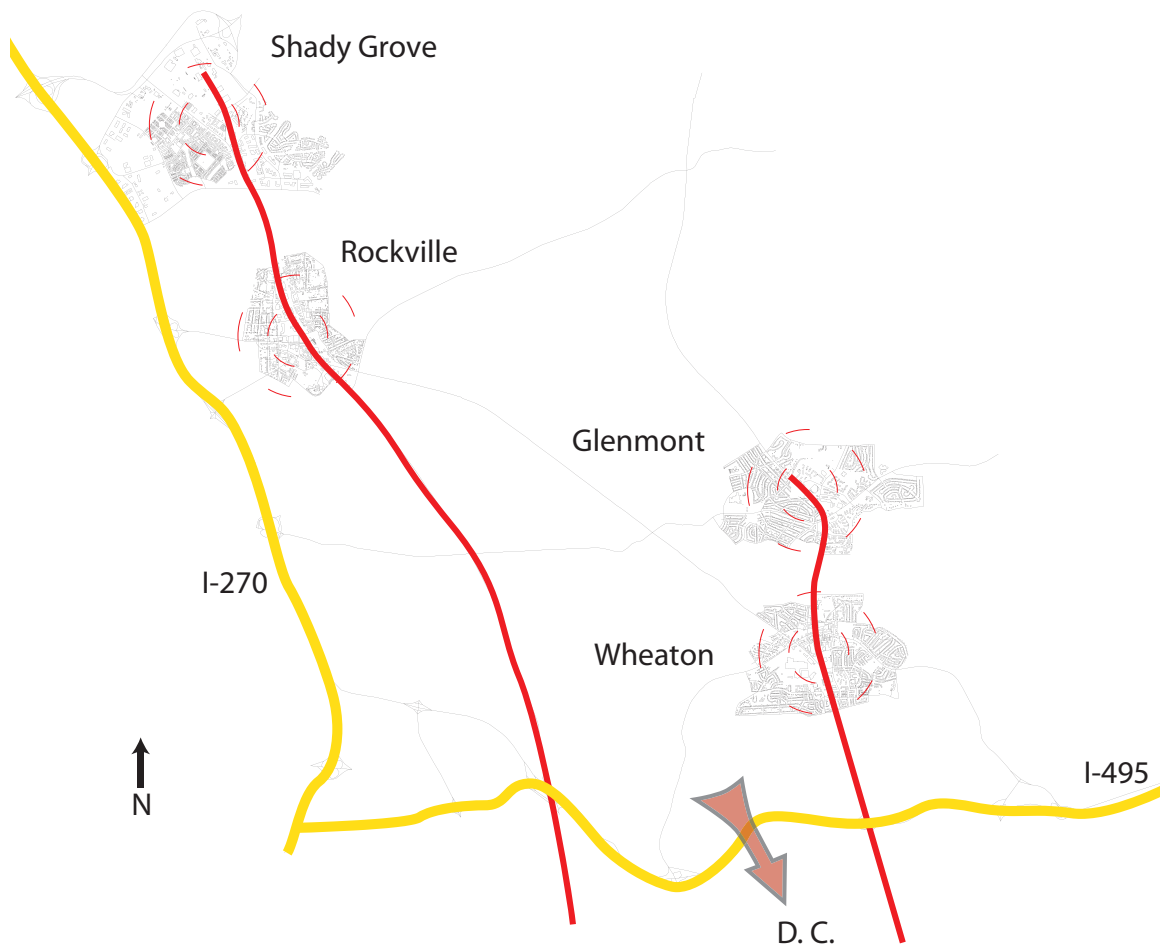 Shady Grove
Rockville
Glenmont
I-270
Wheaton
N
I-495
D. C.